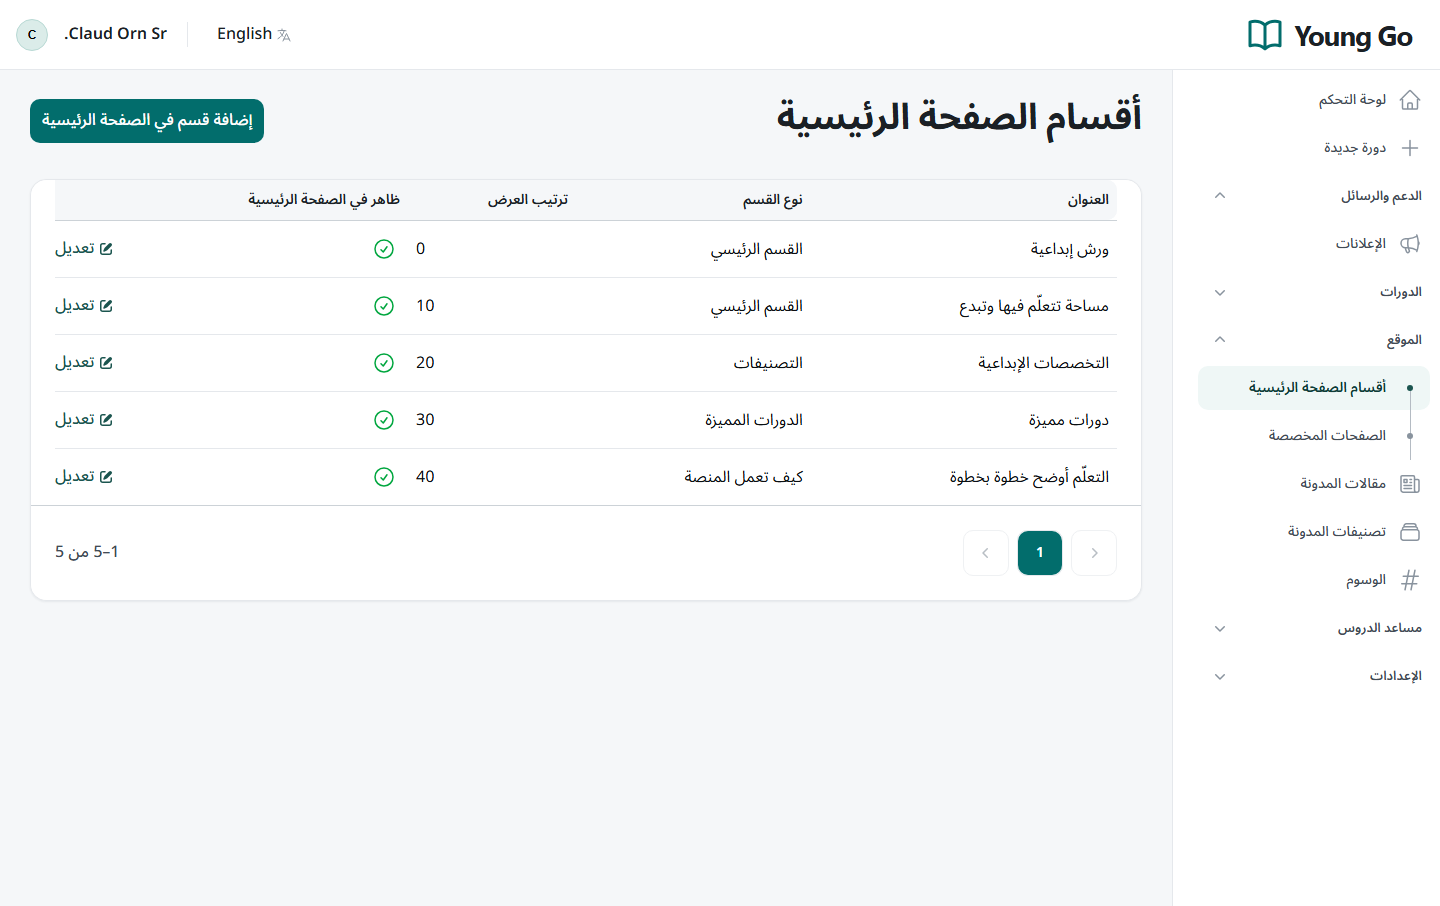 Young Go
English
Claud Orn Sr.
C
لوحة التحكم
دورة جديدة
الدعم والرسائل
الإعلانات
الدورات
الموقع
أقسام الصفحة الرئيسية
الصفحات المخصصة
مقالات المدونة
تصنيفات المدونة
الوسوم
مساعد الدروس
الإعدادات
أقسام الصفحة الرئيسية
إضافة قسم في الصفحة الرئيسية
العنوان نوع القسم ترتيب العرض ظاهر في الصفحة الرئيسية
ورش إبداعية القسم الرئيسي 0 تعديل
مساحة تتعلّم فيها وتبدع القسم الرئيسي 10 تعديل
التخصصات الإبداعية التصنيفات 20 تعديل
دورات مميزة الدورات المميزة 30 تعديل
التعلّم أوضح خطوة بخطوة كيف تعمل المنصة 40 تعديل
1
1–5 من 5